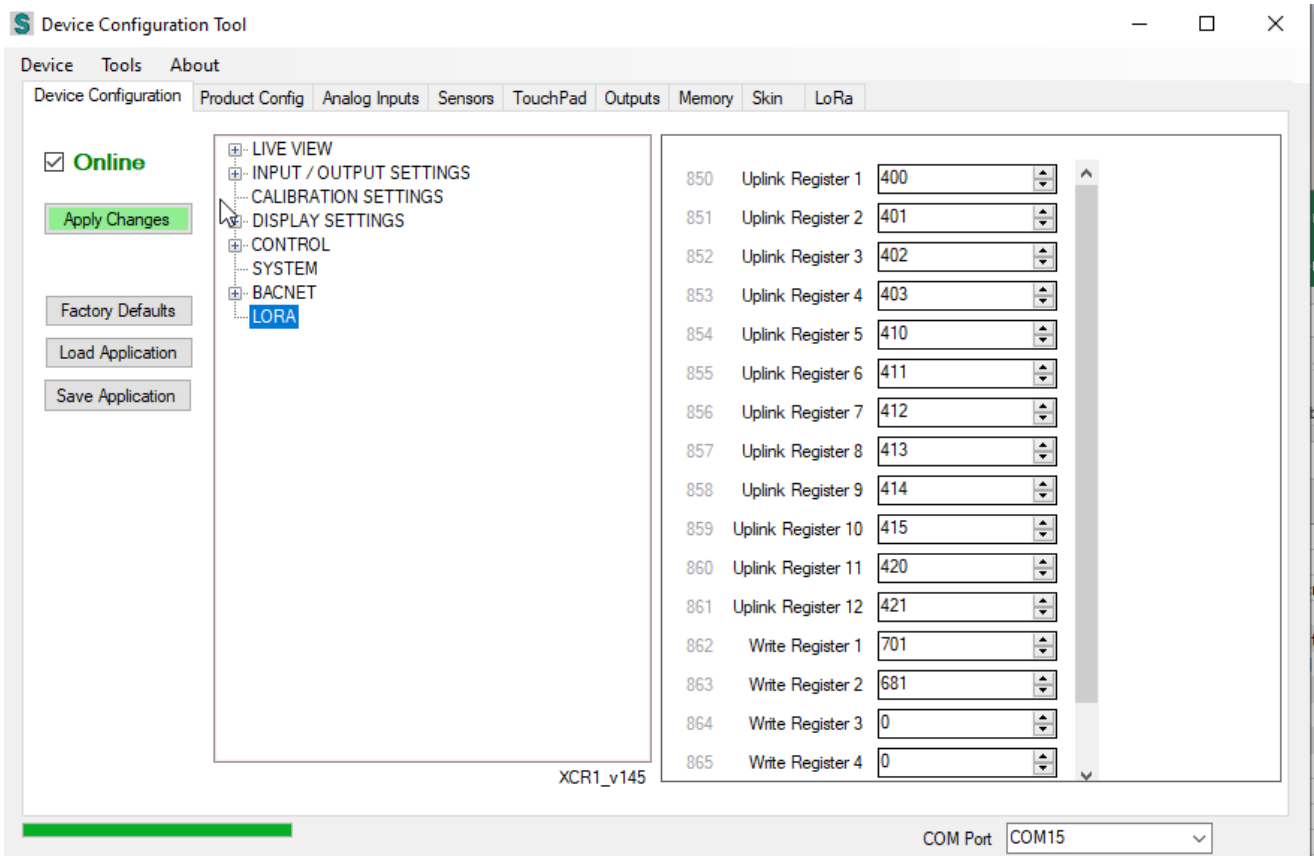 S Device Configuration Tool
Device Tools About
Device Configuration Product Config Analog Inputs Sensors TouchPad Outputs Memory Skin LoRa
Online
Apply Changes
Factory Defaults
Load Application
Save Application
LIVE VIEW
INPUT / OUTPUT SETTINGS
CALIBRATION SETTINGS
DISPLAY SETTINGS
CONTROL
SYSTEM
BACNET
LORA
XCR1_v145
850 Uplink Register 1 400
851 Uplink Register 2 401
852 Uplink Register 3 402
853 Uplink Register 4 403
854 Uplink Register 5 410
855 Uplink Register 6 411
856 Uplink Register 7 412
857 Uplink Register 8 413
858 Uplink Register 9 414
859 Uplink Register 10 415
860 Uplink Register 11 420
861 Uplink Register 12 421
862 Write Register 1 701
863 Write Register 2 681
864 Write Register 3 0
865 Write Register 4 0
COM Port COM15